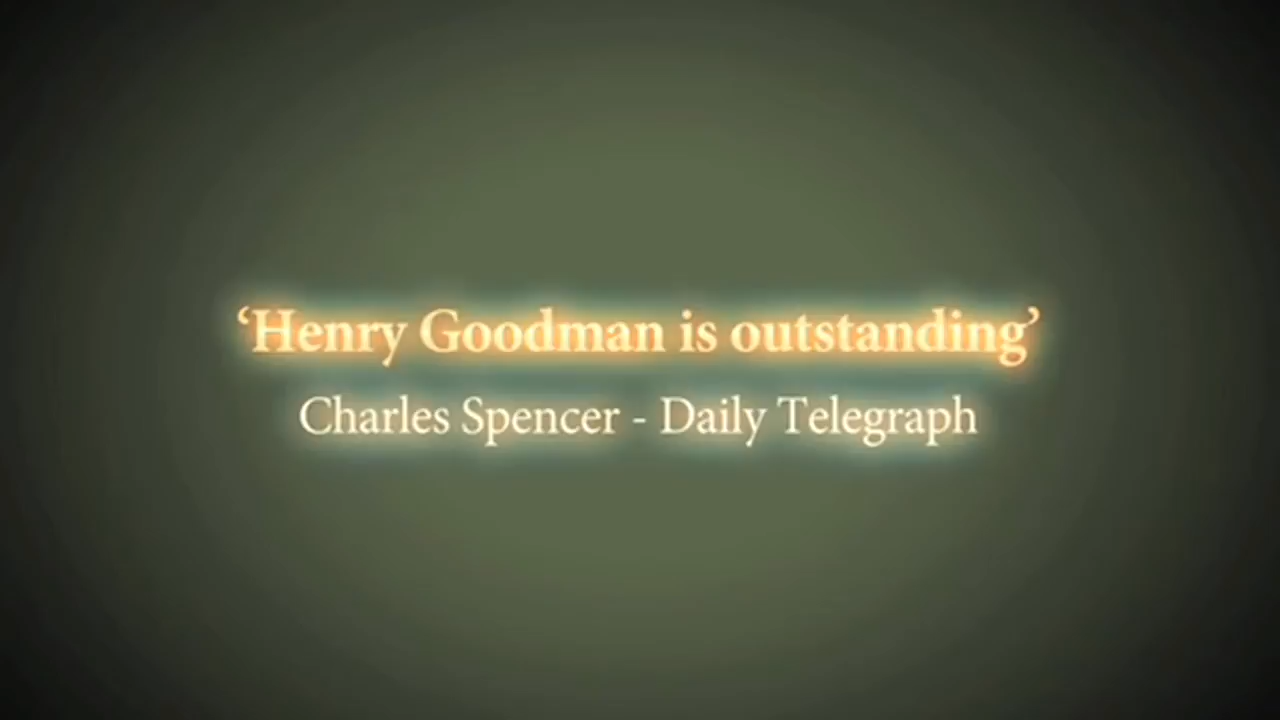 ‘Henry Goodman is outstanding’
Charles Spencer - Daily Telegraph